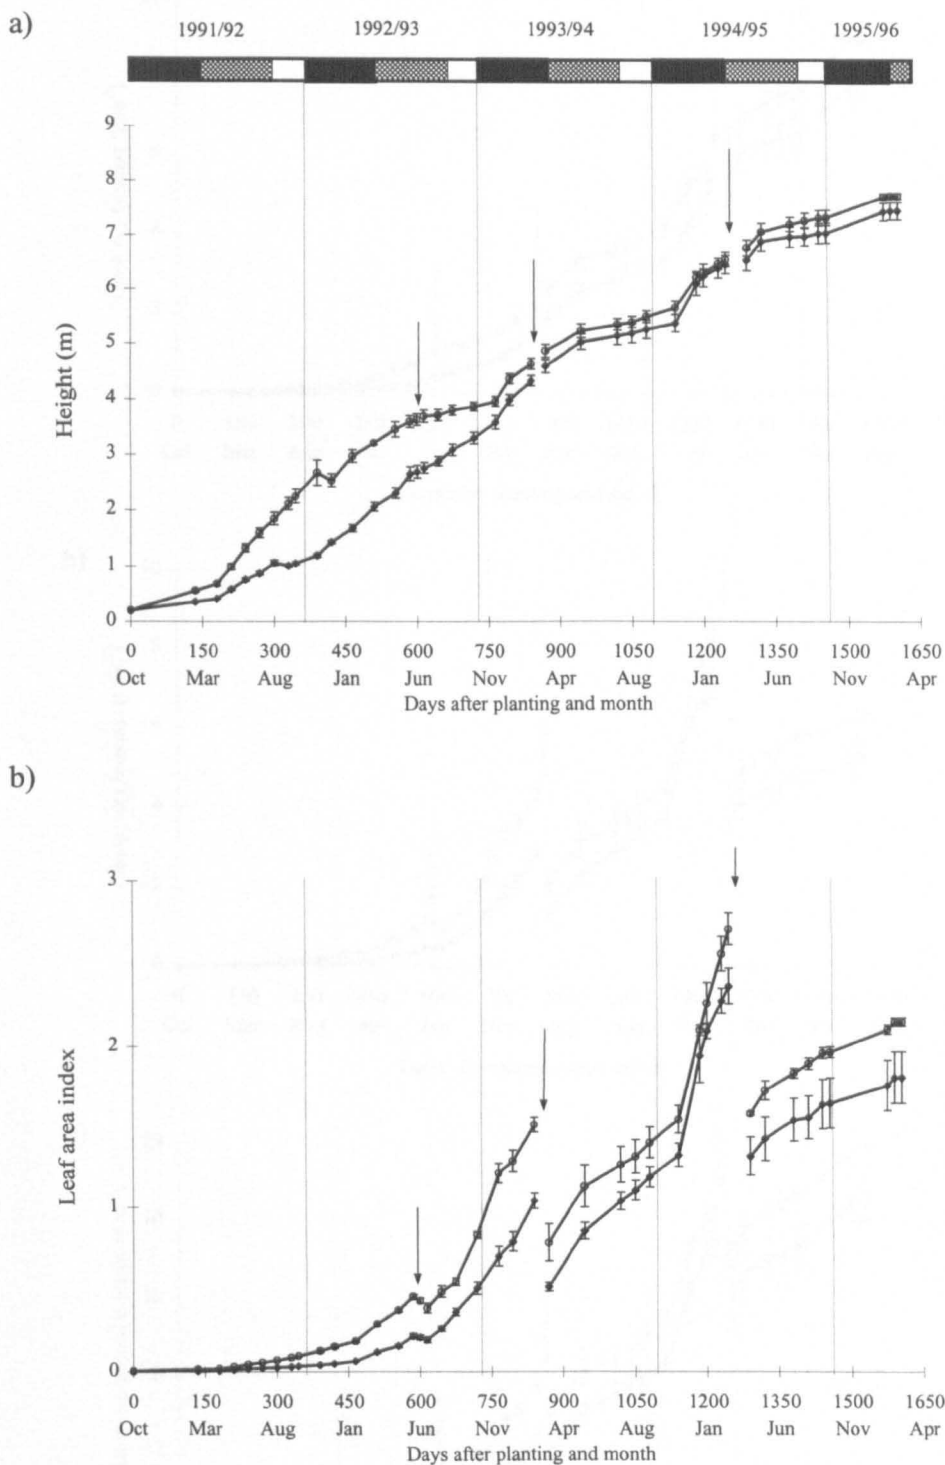 a)
1991/92 1992/93 1993/94 1994/95 1995/96
9
8
7
6
5
4
3
2
1
0
Height (m)
0 150 300 450 600 750 900 1050 1200 1350 1500 1650
Oct Mar Aug Jan Jun Nov Apr Sep Jan Jun Nov Apr
Days after planting and month
b)
3
2
1
0
Leaf area index
0 150 300 450 600 750 900 1050 1200 1350 1500 1650
Oct Mar Aug Jan Jun Nov Apr Sep Jan Jun Nov Apr
Days after planting and month